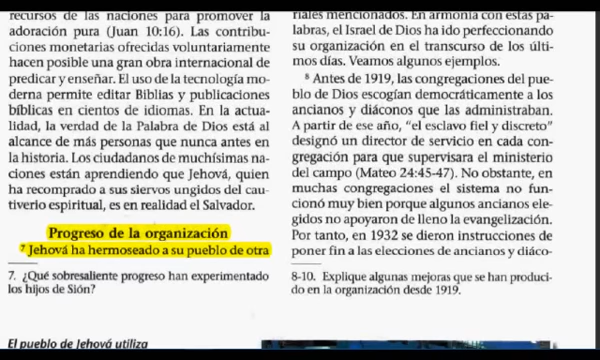 recursos de las naciones para promover la
adoración pura (Juan 10:16). Las contribu-
ciones monetarias ofrecidas voluntariamente
hacen posible una gran obra internacional de
predicar y enseñar. El uso de la tecnología mo-
derna permite editar Biblias y publicaciones
bíblicas en cientos de idiomas. En la actua-
lidad, la verdad de la Palabra de Dios está al
alcance de más personas que nunca antes en
la historia. Los ciudadanos de muchísimas na-
ciones están aprendiendo que Jehová, quien
ha recomprado a sus siervos ungidos del cau-
tiverio espiritual, es en realidad el Salvador.
Progreso de la organización
7 Jehová ha hermoseado a su pueblo de otra
7. ¿Qué sobresaliente progreso han experimentado
los hijos de Sión?
El pueblo de Jehová utiliza
riales mencionados. En armonía con estas pa-
labras, el Israel de Dios ha ido perfeccionando
su organización en el transcurso de los últi-
mos días. Veamos algunos ejemplos.
8 Antes de 1919, las congregaciones del pue-
blo de Dios escogían democráticamente a los
ancianos y diáconos que las administraban.
A partir de ese año, "el esclavo fiel y discreto"
designó un director de servicio en cada con-
gregación para que supervisara el ministerio
del campo (Mateo 24:45-47). No obstante, en
muchas congregaciones el sistema no fun-
cionó muy bien porque algunos ancianos ele-
gidos no apoyaron de lleno la evangelización.
Por tanto, en 1932 se dieron instrucciones de
poner fin a las elecciones de ancianos y diáco-
8-10. Explique algunas mejoras que se han produci-
do en la organización desde 1919.